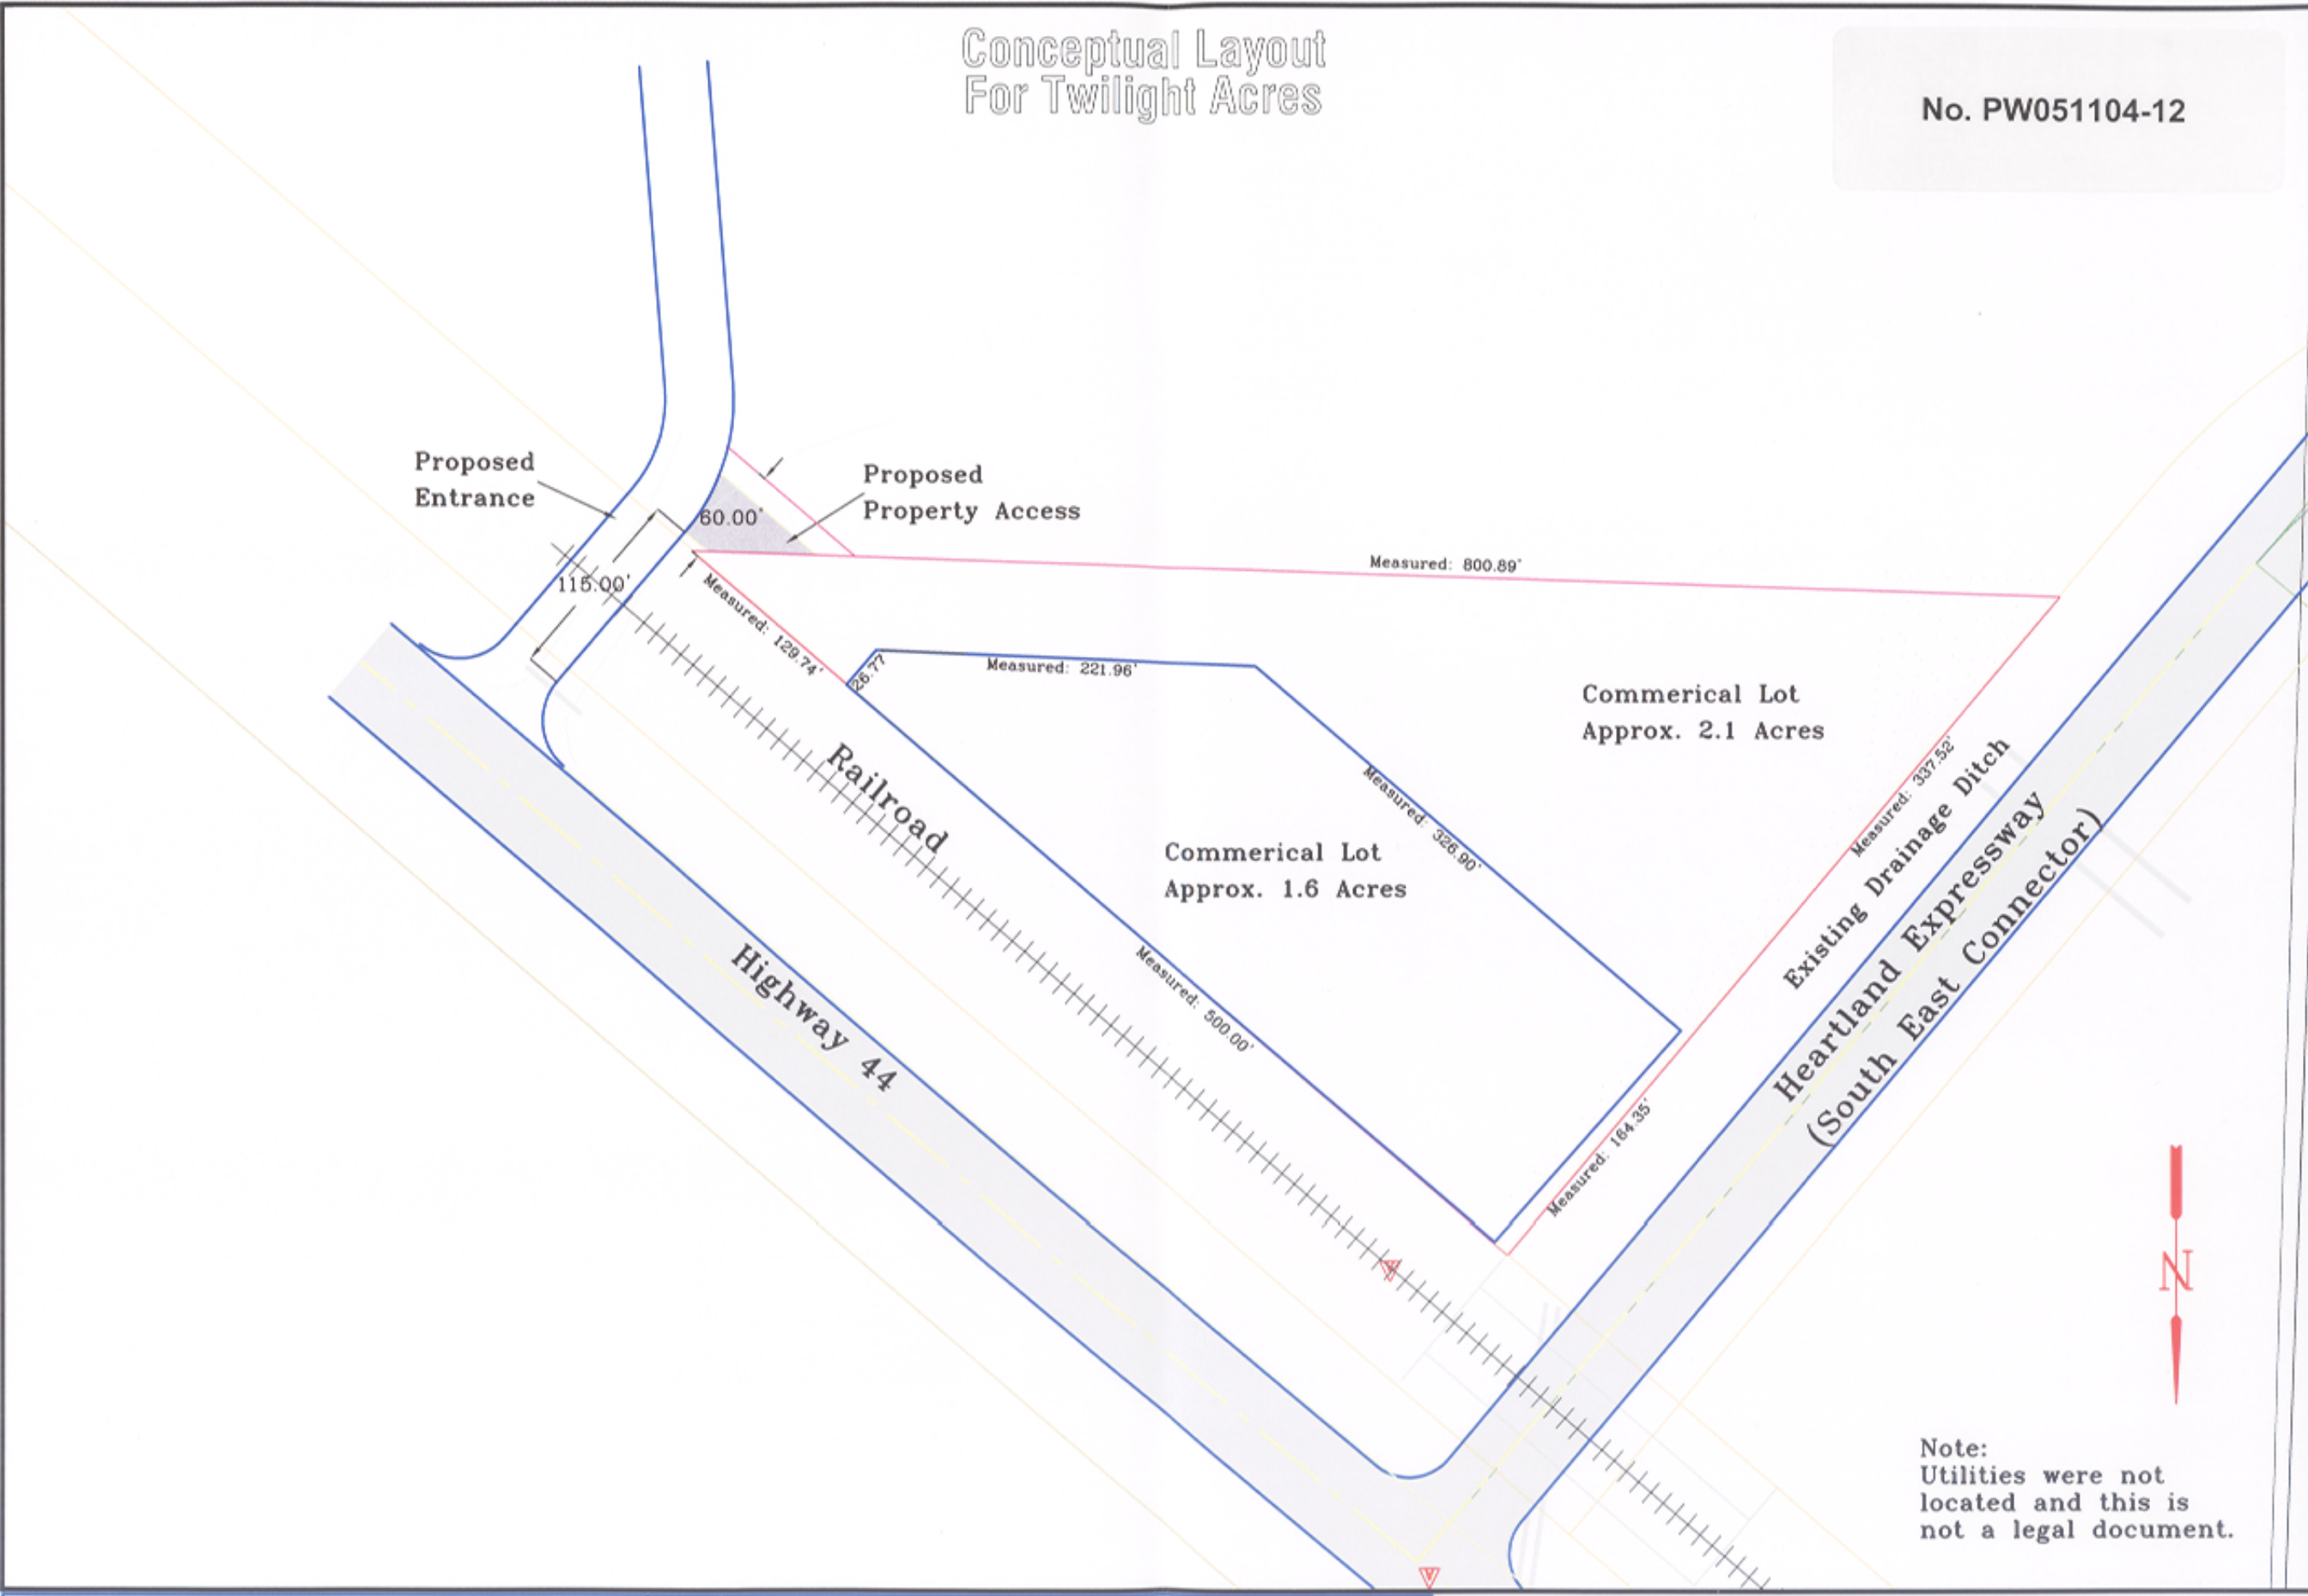 Conceptual Layout
For Twilight Acres
No. PW051104-12
Proposed
Entrance
Proposed
Property Access
60.00'
115.00'
Measured: 800.89'
Measured: 129.74'
26.77
Measured: 221.96'
Commerical Lot
Approx. 2.1 Acres
Measured: 326.90'
Measured: 337.52'
Existing Drainage Ditch
Railroad
Commerical Lot
Approx. 1.6 Acres
Heartland Expressway
(South East Connector)
Highway 44
Measured: 500.00'
Measured: 164.35'
N
Note:
Utilities were not
located and this is
not a legal document.